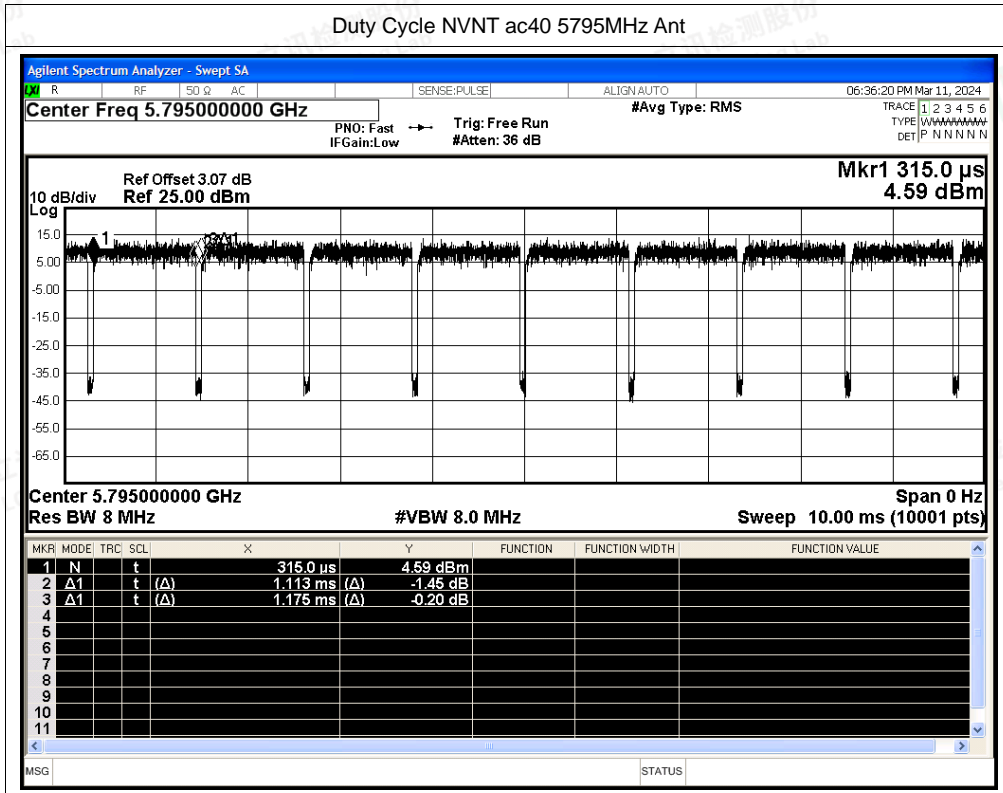 Duty Cycle NVNT ac40 5795MHz Ant
Agilent Spectrum Analyzer - Swept SA
LXI R RF 50 Ω AC SENSE:PULSE ALIGN AUTO 06:36:20 PM Mar 11, 2024
Center Freq 5.795000000 GHz #Avg Type: RMS TRACE 1 2 3 4 5 6
PNO: Fast Trig: Free Run TYPE
IFGain:Low #Atten: 36 dB DET P N N N N N
Mkr1 315.0 µs
Ref Offset 3.07 dB 4.59 dBm
10 dB/div Ref 25.00 dBm
Log
15.0
1
5.00
-5.00
-15.0
-25.0
-35.0
-45.0
-55.0
-65.0
Center 5.795000000 GHz Span 0 Hz
Res BW 8 MHz #VBW 8.0 MHz Sweep 10.00 ms (10001 pts)
MKR MODE TRC SCL X Y FUNCTION FUNCTION WIDTH FUNCTION VALUE
1 N t 315.0 µs 4.59 dBm
2 Δ1 t (Δ) 1.113 ms (Δ) -1.45 dB
3 Δ1 t (Δ) 1.175 ms (Δ) -0.20 dB
4
5
6
7
8
9
10
11
MSG STATUS